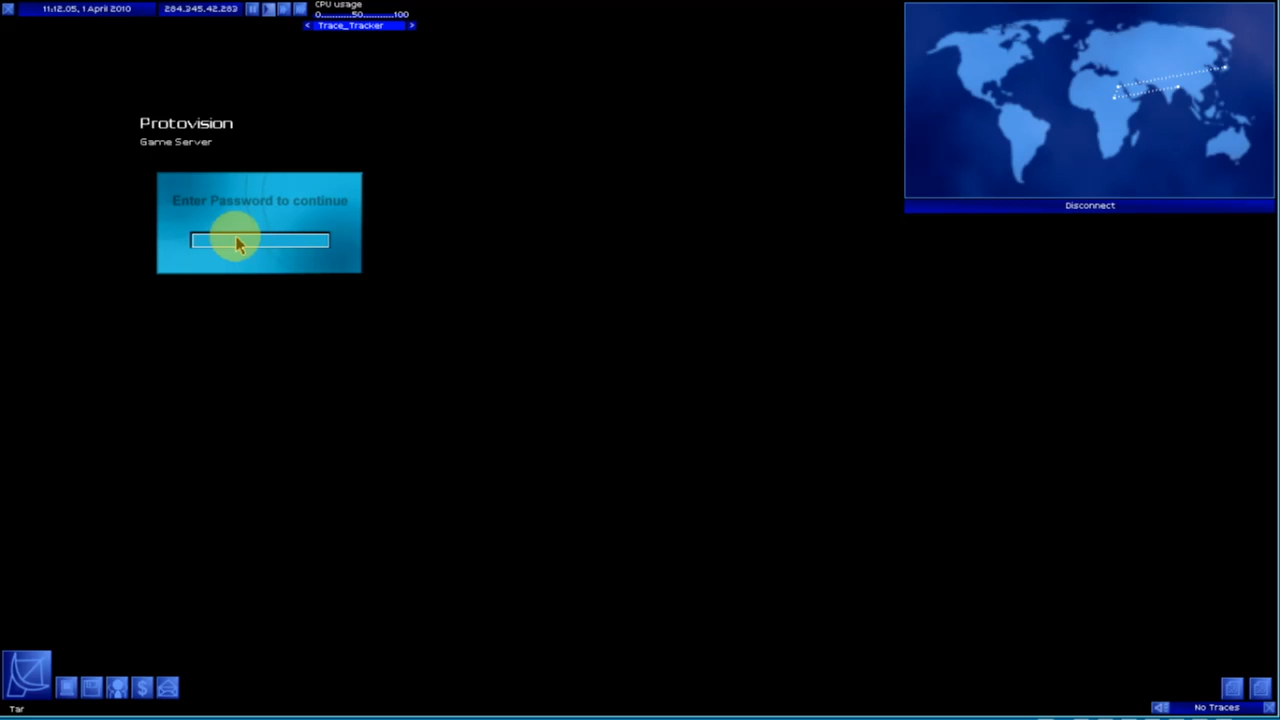 11:12.05, 1 April 2010
284.345.42.283
CPU usage
0.........50.........100
< Trace_Tracker >
Protovision
Game Server
Enter Password to continue
Disconnect
$
Tar
No Traces